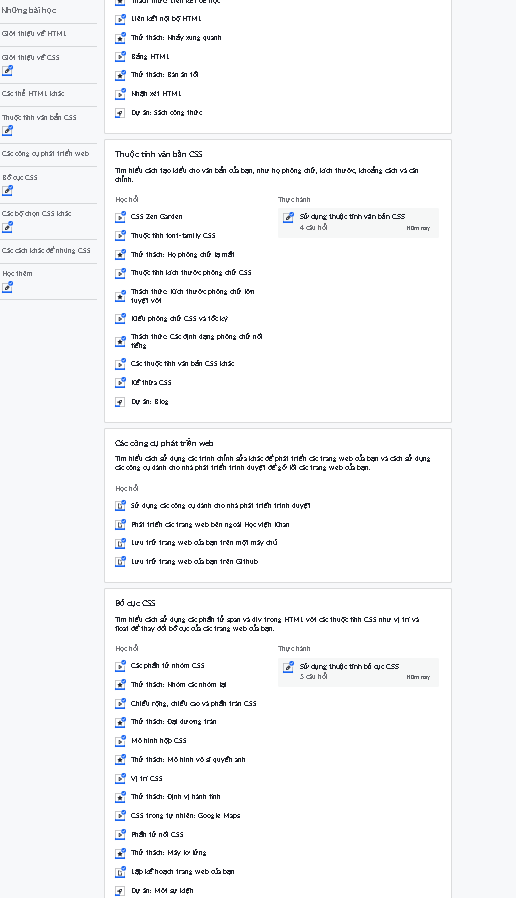 Những bài học
Giới thiệu về HTML
Giới thiệu về CSS
Các thẻ HTML khác
Thuộc tính văn bản CSS
Các công cụ phát triển web
Bố cục CSS
Các bộ chọn CSS khác
Các cách khác để nhúng CSS
Học thêm
Thách thức: Liên kết để học
Liên kết nội bộ HTML
Thử thách: Nhảy xung quanh
Bảng HTML
Thử thách: Bàn ăn tối
Nhận xét HTML
Dự án: Sách công thức
Thuộc tính văn bản CSS
Tìm hiểu cách tạo kiểu cho văn bản của bạn, như họ phông chữ, kích thước, khoảng cách và căn
chỉnh.
Học hỏi
CSS Zen Garden
Thuộc tính font-family CSS
Thử thách: Họ phông chữ lạ mắt
Thuộc tính kích thước phông chữ CSS
Thách thức: Kích thước phông chữ lớn
tuyệt vời
Kiểu phông chữ CSS và tốc ký
Thách thức: Các định dạng phông chữ nổi
tiếng
Các thuộc tính văn bản CSS khác
Kế thừa CSS
Dự án: Blog
Thực hành
Sử dụng thuộc tính văn bản CSS
4 câu hỏi
Hôm nay
Các công cụ phát triển web
Tìm hiểu cách sử dụng các trình chỉnh sửa khác để phát triển các trang web của bạn và cách sử dụng
các công cụ dành cho nhà phát triển trình duyệt để gỡ lỗi các trang web của bạn.
Học hỏi
Sử dụng các công cụ dành cho nhà phát triển trình duyệt
Phát triển các trang web bên ngoài Học viện Khan
Lưu trữ trang web của bạn trên một máy chủ
Lưu trữ trang web của bạn trên Github
Bố cục CSS
Tìm hiểu cách sử dụng các phần tử span và div trong HTML với các thuộc tính CSS như vị trí và
float để thay đổi bố cục của các trang web của bạn.
Học hỏi
Các phần tử nhóm CSS
Thử thách: Nhóm các nhóm lại
Chiều rộng, chiều cao và phần tràn CSS
Thử thách: Đại dương tràn
Mô hình hộp CSS
Thử thách: Mô hình võ sĩ quyền anh
Vị trí CSS
Thử thách: Định vị hành tinh
CSS trong tự nhiên: Google Maps
Phần tử nổi CSS
Thử thách: Mây lơ lửng
Lập kế hoạch trang web của bạn
Dự án: Mời sự kiện
Thực hành
Sử dụng thuộc tính bố cục CSS
5 câu hỏi
Hôm nay